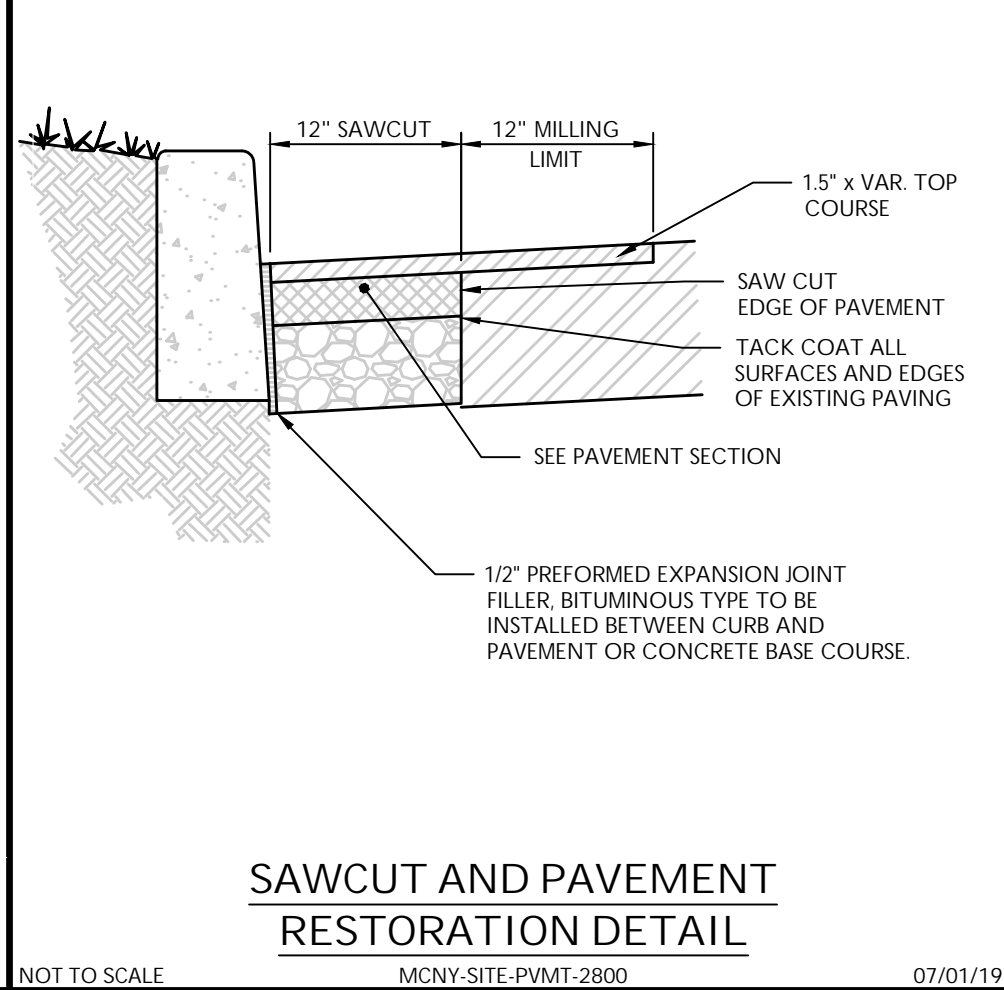 12" SAWCUT
12" MILLING
LIMIT
1.5" x VAR. TOP
COURSE
SAW CUT
EDGE OF PAVEMENT
TACK COAT ALL
SURFACES AND EDGES
OF EXISTING PAVING
SEE PAVEMENT SECTION
1/2" PREFORMED EXPANSION JOINT
FILLER, BITUMINOUS TYPE TO BE
INSTALLED BETWEEN CURB AND
PAVEMENT OR CONCRETE BASE COURSE.
SAWCUT AND PAVEMENT
RESTORATION DETAIL
NOT TO SCALE
MCNY-SITE-PVMT-2800
07/01/19